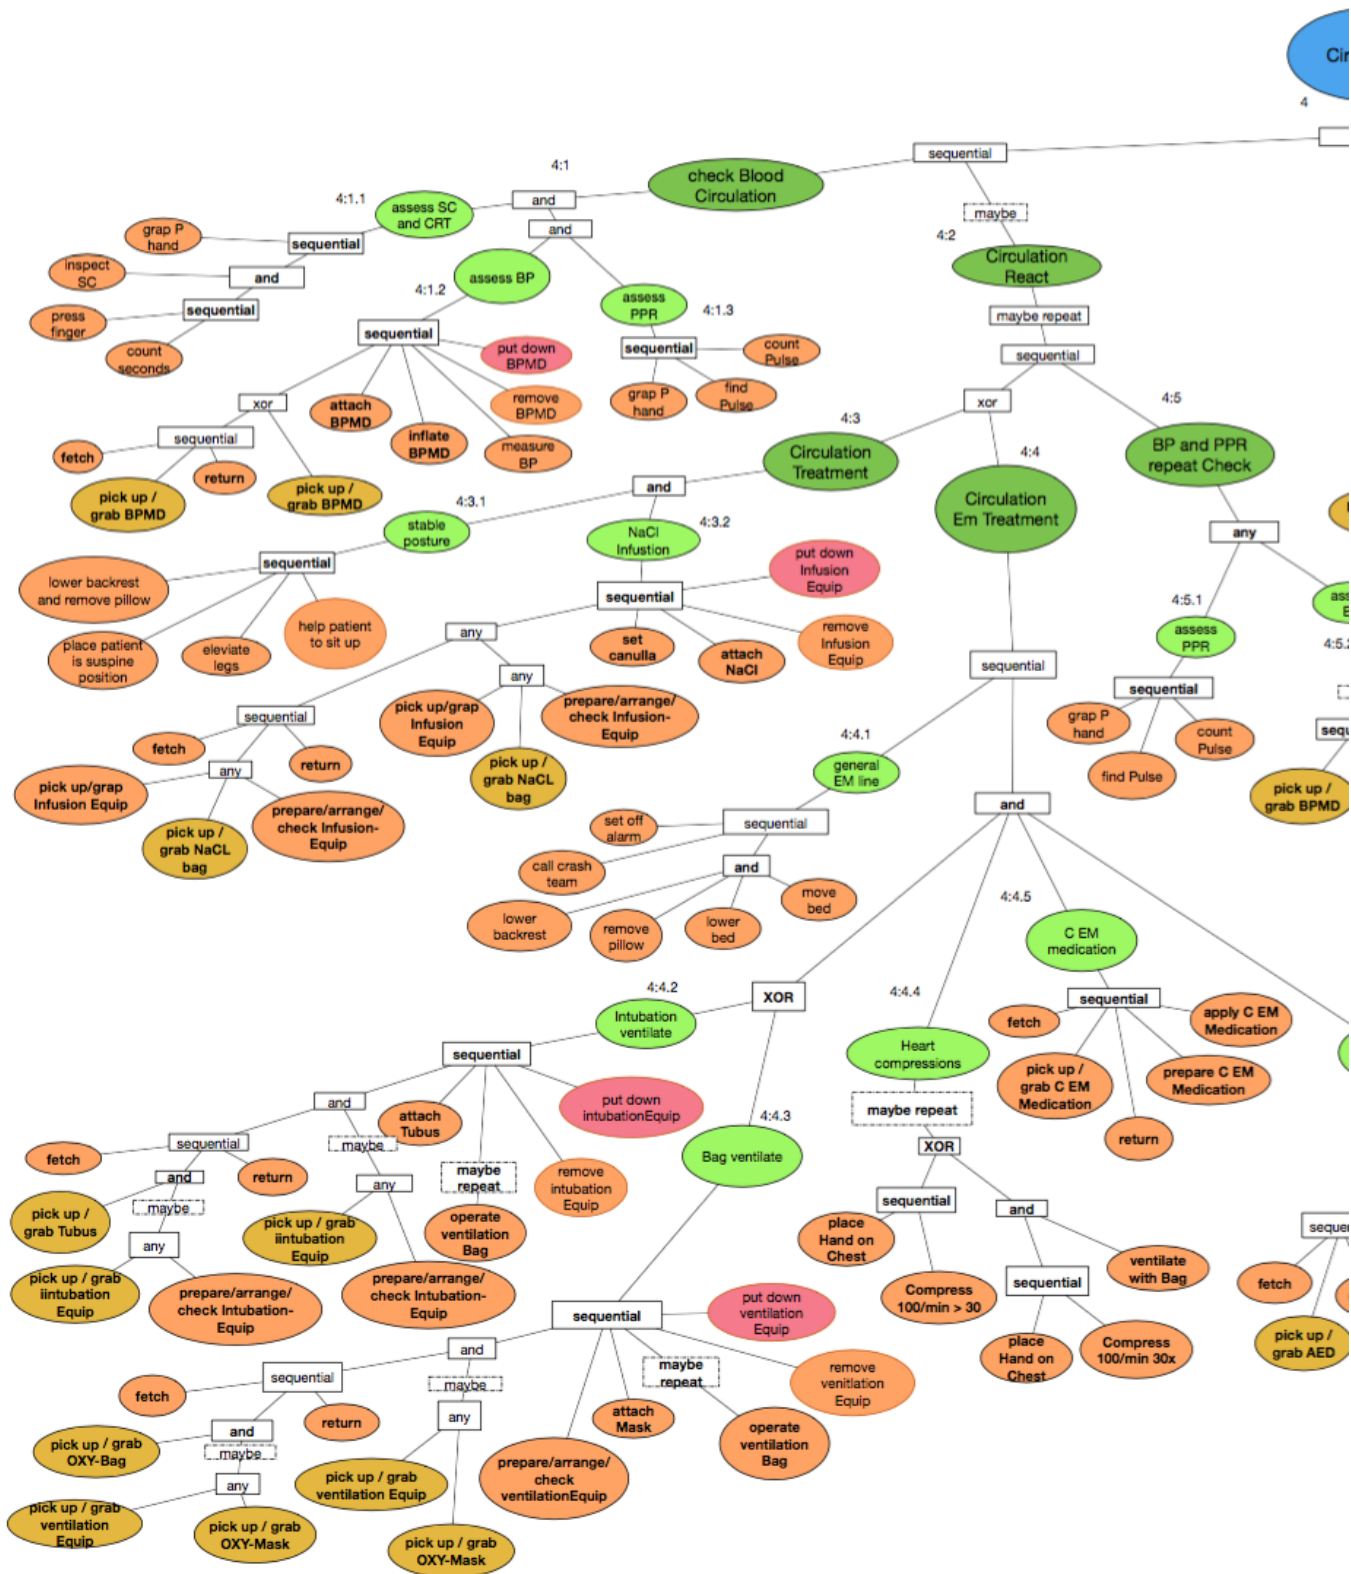 Cir
4
sequential
4:1
check Blood
Circulation
4:1.1
assess SC
and CRT
and
and
maybe
grap P
hand
sequential
4:2
Circulation
React
inspect
SC
and
assess BP
4:1.2
press
finger
sequential
assess
PPR
4:1.3
maybe repeat
count
seconds
sequential
put down
BPMD
sequential
count
Pulse
sequential
remove
BPMD
grap P
hand
find
Pulse
xor
attach
BPMD
xor
4:5
fetch
sequential
inflate
BPMD
measure
BP
4:3
Circulation
Treatment
4:4
BP and PPR
repeat Check
return
pick up /
grab BPMD
pick up /
grab BPMD
4:3.1
and
Circulation
Em Treatment
stable
posture
4:3.2
NaCl
Infustion
any
sequential
put down
Infusion
Equip
lower backrest
and remove pillow
sequential
4:5.1
ass
assess
PPR
4:5.2
help patient
to sit up
any
set
canulla
attach
NaCl
remove
Infusion
Equip
place patient
is suspine
position
eleviate
legs
sequential
any
sequential
sequential
pick up/grap
Infusion
Equip
prepare/arrange/
check Infusion-
Equip
grap P
hand
count
Pulse
sequ
fetch
return
4:4.1
find Pulse
pick up/grap
Infusion Equip
any
pick up /
grab NaCL
bag
general
EM line
pick up /
grab BPMD
prepare/arrange/
check Infusion-
Equip
and
pick up /
grab NaCL
bag
set off
alarm
sequential
call crash
team
and
move
bed
4:4.5
lower
backrest
remove
pillow
lower
bed
C EM
medication
4:4.2
XOR
4:4.4
sequential
Intubation
ventilate
fetch
apply C EM
Medication
sequential
Heart
compressions
pick up /
grab C EM
Medication
prepare C EM
Medication
and
attach
Tubus
put down
intubationEquip
4:4.3
maybe repeat
return
fetch
sequential
maybe
Bag ventilate
XOR
and
return
maybe
repeat
remove
intubation
Equip
any
sequential
and
pick up /
grab Tubus
maybe
pick up / grab
iintubation
Equip
operate
ventilation
Bag
place
Hand on
Chest
sequen
any
ventilate
with Bag
pick up / grab
iintubation
Equip
prepare/arrange/
check Intubation-
Equip
prepare/arrange/
check Intubation-
Equip
Compress
100/min > 30
sequential
fetch
sequential
put down
ventilation
Equip
place
Hand on
Chest
Compress
100/min 30x
pick up /
grab AED
and
sequential
maybe
maybe
repeat
remove
venitlation
Equip
fetch
return
any
attach
Mask
and
operate
ventilation
Bag
pick up / grab
OXY-Bag
maybe
any
pick up / grab
ventilation Equip
prepare/arrange/
check
ventilationEquip
pick up / grab
ventilation
Equip
pick up / grab
OXY-Mask
pick up / grab
OXY-Mask